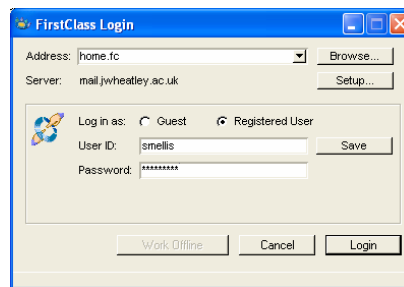 FirstClass Login
Address: home.fc Browse...
Server: mail.jwheatley.ac.uk Setup...
Log in as: Guest Registered User
User ID: smellis Save
Password: *********
Work Offline Cancel Login